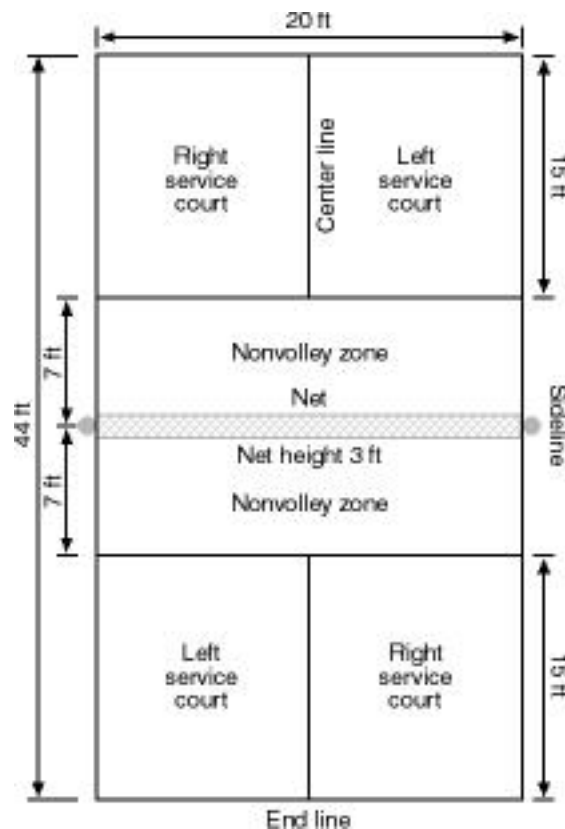 20 ft
Right
service
court
Center line
Left
service
court
15 ft
7 ft
Nonvolley zone
Net
44 ft
Sideline
Net height 3 ft
7 ft
Nonvolley zone
Left
service
court
Right
service
court
15 ft
End line